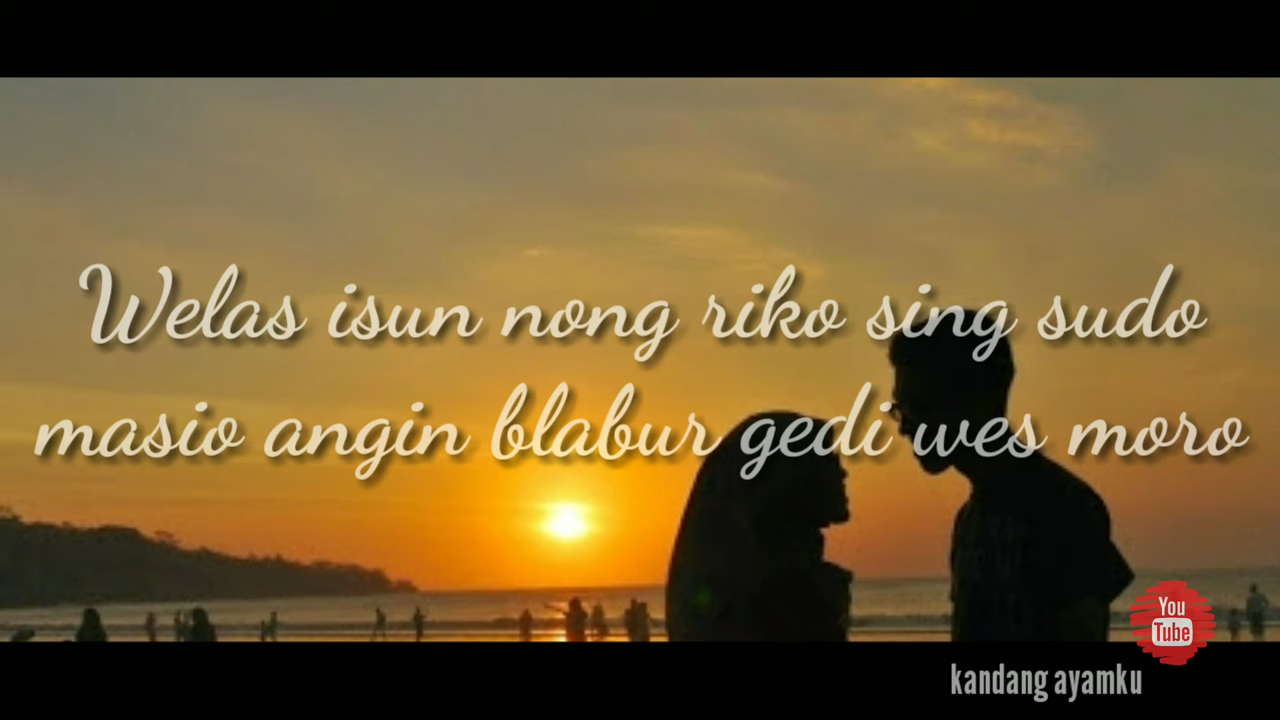 Welas isun nong riko sing sudo
masio angin blabur gedi wes moro
You
Tube
kandang ayamku